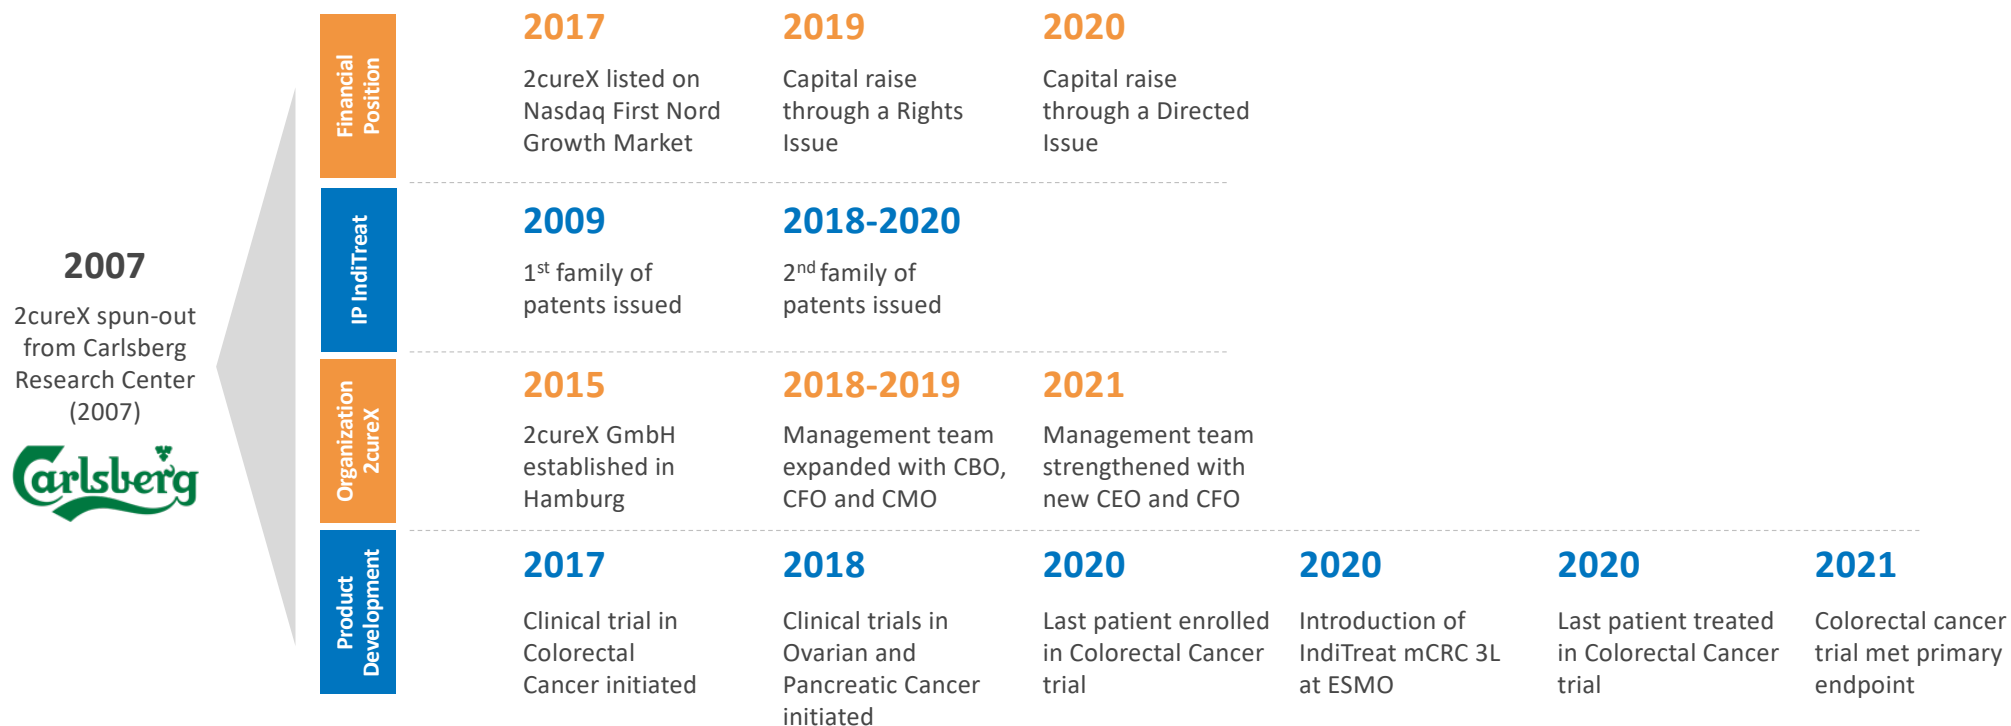 2007
2cureX spun-out
from Carlsberg
Research Center
(2007)
Carlsberg
Financial
Position
2017
2cureX listed on
Nasdaq First Nord
Growth Market
2019
Capital raise
through a Rights
Issue
2020
Capital raise
through a Directed
Issue
IP IndiTreat
2009
1st family of
patents issued
2018-2020
2nd family of
patents issued
Organization
2cureX
2015
2cureX GmbH
established in
Hamburg
2018-2019
Management team
expanded with CBO,
CFO and CMO
2021
Management team
strengthened with
new CEO and CFO
Product
Development
2017
Clinical trial in
Colorectal
Cancer initiated
2018
Clinical trials in
Ovarian and
Pancreatic Cancer
initiated
2020
Last patient enrolled
in Colorectal Cancer
trial
2020
Introduction of
IndiTreat mCRC 3L
at ESMO
2020
Last patient treated
in Colorectal Cancer
trial
2021
Colorectal cancer
trial met primary
endpoint